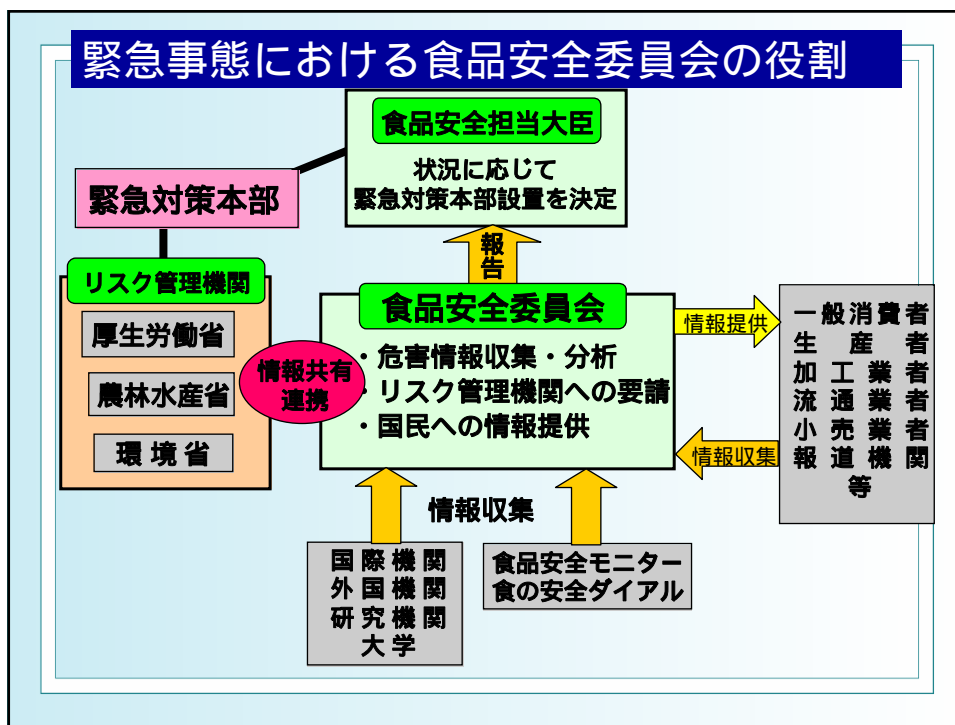 緊急事態における食品安全委員会の役割
食品安全担当大臣
状況に応じて
緊急対策本部設置を決定
緊急対策本部
報告
リスク管理機関
厚生労働省
農林水産省
環境省
情報共有
連携
食品安全委員会
・危害情報収集・分析
・リスク管理機関への要請
・国民への情報提供
情報提供
情報収集
一般消費者
生産者
加工業者
流通業者
小売業者
報道機関
等
情報収集
国際機関
外国機関
研究機関
大学
食品安全モニター
食の安全ダイアル